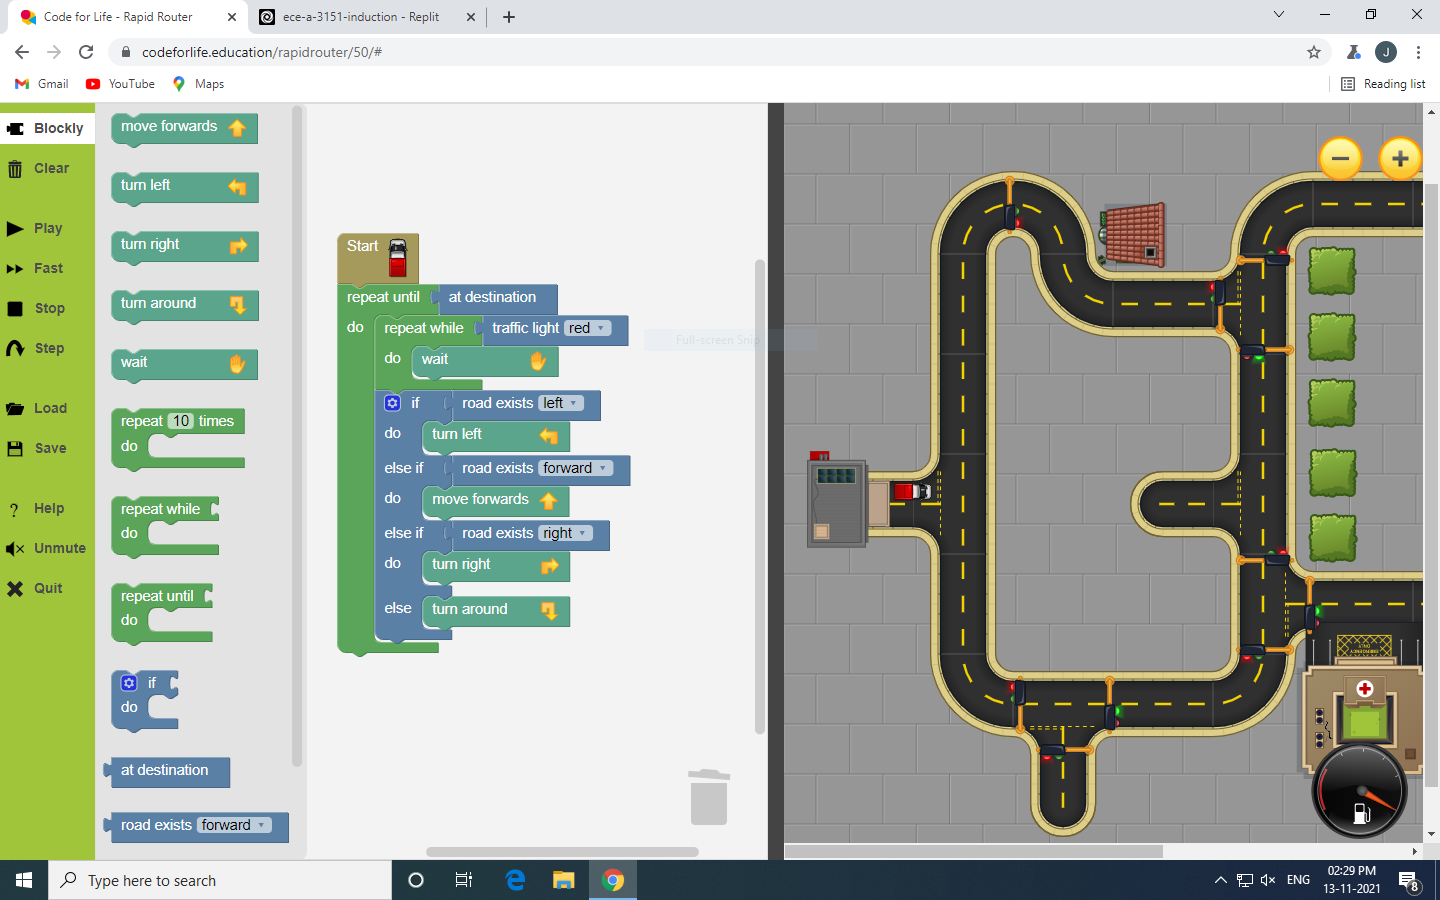 Code for Life - Rapid Router
ece-a-3151-induction - Replit
codeforlife.education/rapidrouter/50/#
J
Gmail
YouTube
Maps
Reading list
Blockly
Clear
Play
Fast
Stop
Step
Load
Save
? Help
Unmute
Quit
move forwards
turn left
turn right
turn around
wait
repeat 10 times
do
repeat while
do
repeat until
do
if
do
at destination
road exists forward
Start
repeat until at destination
do repeat while traffic light red
do wait
if road exists left
do turn left
else if road exists forward
do move forwards
else if road exists right
do turn right
else turn around
Full-screen Snip
EMERGENCY
ONLY
Type here to search
ENG
02:29 PM
13-11-2021
8